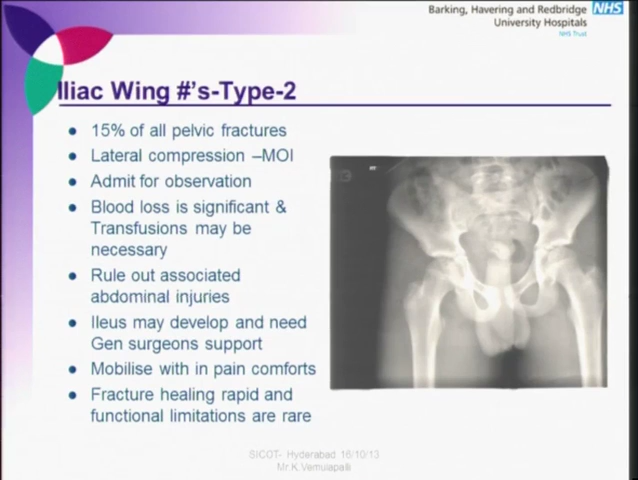 Barking, Havering and Redbridge NHS
University Hospitals
NHS Trust
Iliac Wing #'s-Type-2
15% of all pelvic fractures
Lateral compression –MOI
Admit for observation
Blood loss is significant &
Transfusions may be
necessary
Rule out associated
abdominal injuries
Ileus may develop and need
Gen surgeons support
Mobilise with in pain comforts
Fracture healing rapid and
functional limitations are rare
SICOT- Hyderabad 16/10/13
Mr.K.Vemulapalli